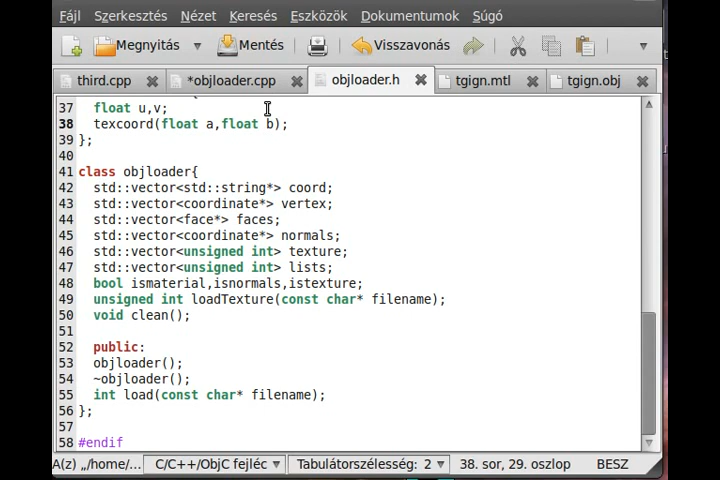 Fájl Szerkesztés Nézet Keresés Eszközök Dokumentumok Súgó
Megnyitás Mentés Visszavonás
third.cpp *objloader.cpp objloader.h tgign.mtl tgign.obj
37 float u,v;
38 texcoord(float a,float b);
39 };
40
41 class objloader{
42 std::vector<std::string*> coord;
43 std::vector<coordinate*> vertex;
44 std::vector<face*> faces;
45 std::vector<coordinate*> normals;
46 std::vector<unsigned int> texture;
47 std::vector<unsigned int> lists;
48 bool ismaterial,isnormals,istexture;
49 unsigned int loadTexture(const char* filename);
50 void clean();
51
52 public:
53 objloader();
54 ~objloader();
55 int load(const char* filename);
56 };
57
58 #endif
A(z) „/home/... C/C++/ObjC fejléc Tabulátorszélesség: 2 38. sor, 29. oszlop BESZ